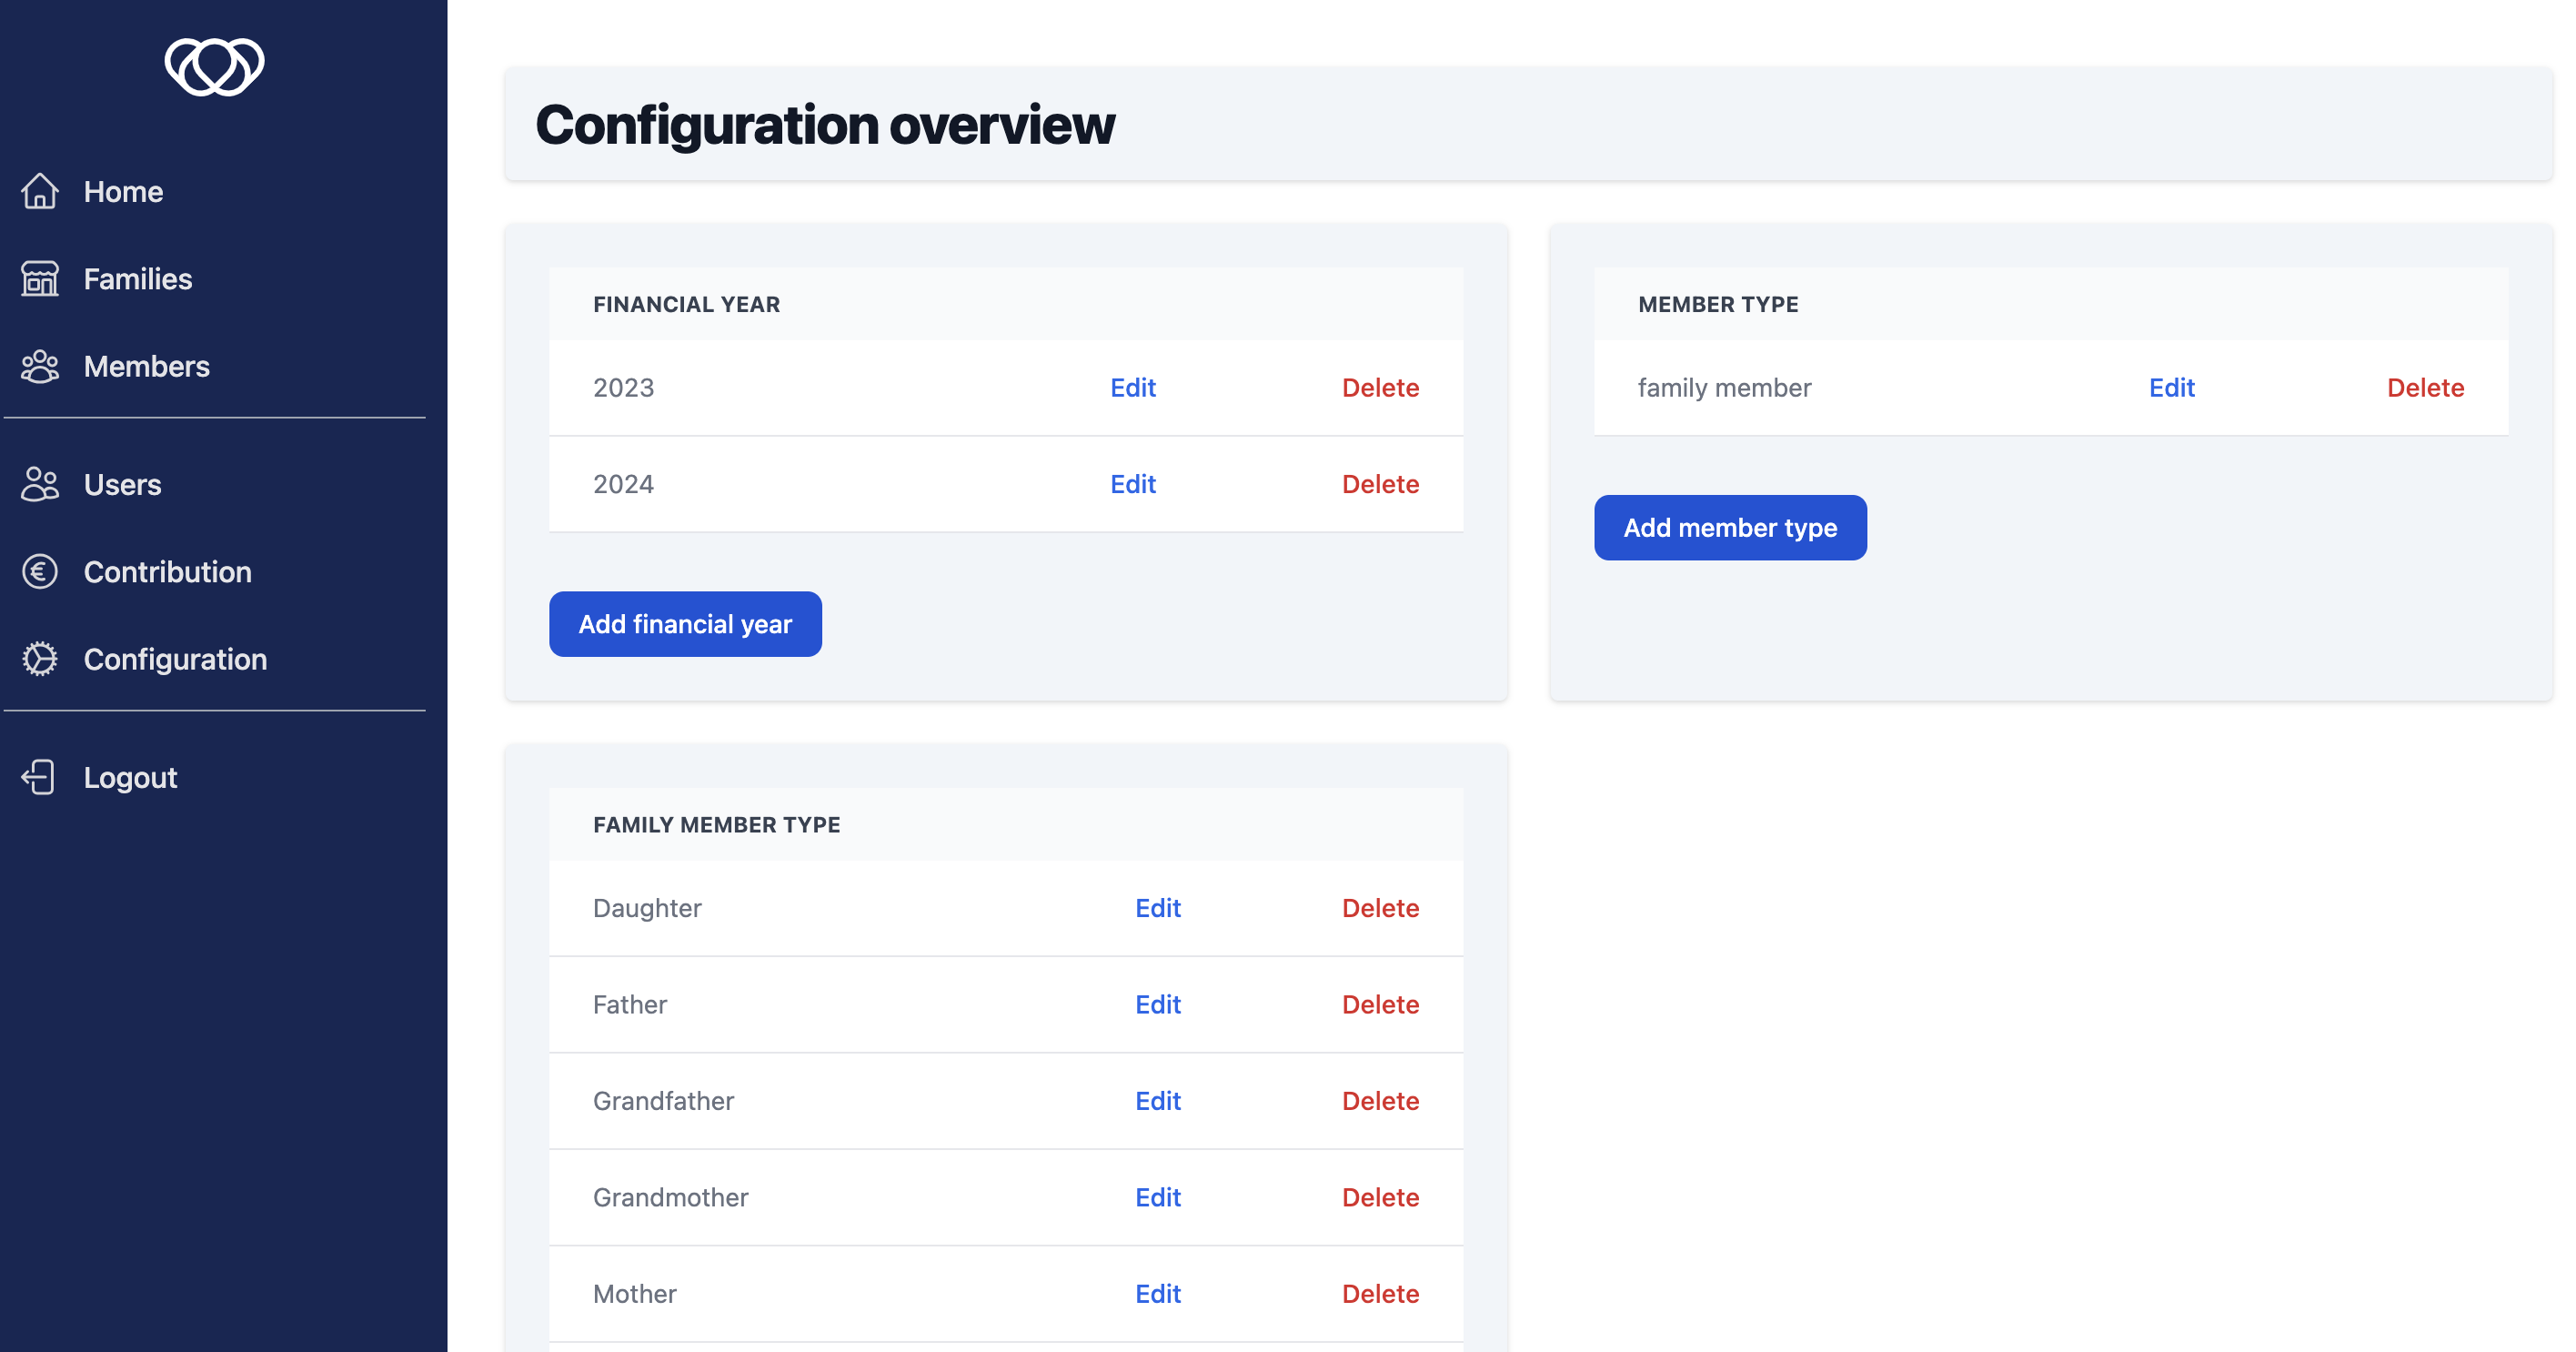 Home
Families
Members
Users
Contribution
Configuration
Logout
Configuration overview
FINANCIAL YEAR
2023 Edit Delete
2024 Edit Delete
Add financial year
MEMBER TYPE
family member Edit Delete
Add member type
FAMILY MEMBER TYPE
Daughter Edit Delete
Father Edit Delete
Grandfather Edit Delete
Grandmother Edit Delete
Mother Edit Delete